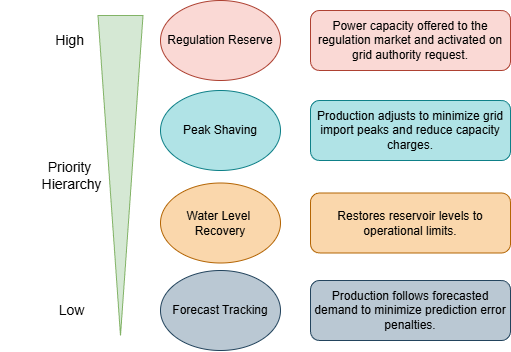 High
Regulation Reserve
Power capacity offered to the
regulation market and activated on
grid authority request.
Peak Shaving
Production adjusts to minimize grid
import peaks and reduce capacity
charges.
Priority
Hierarchy
Water Level
Recovery
Restores reservoir levels to
operational limits.
Low
Forecast Tracking
Production follows forecasted
demand to minimize prediction error
penalties.